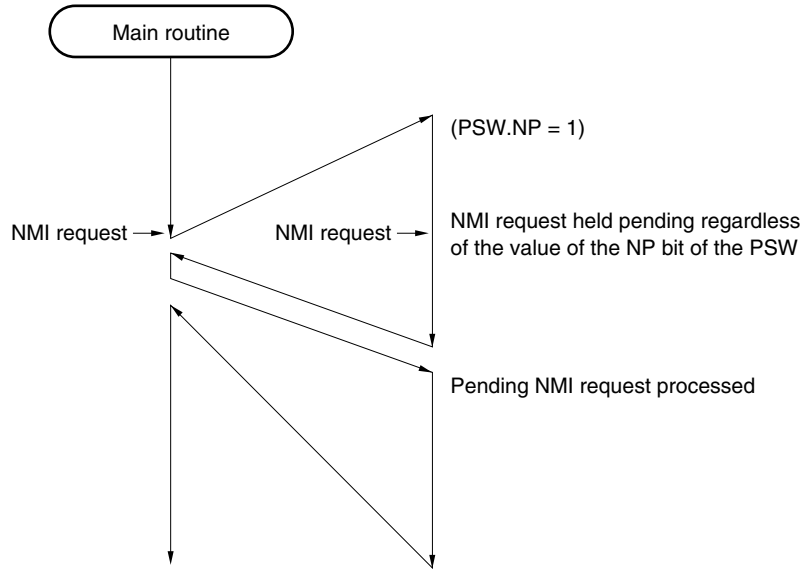 Main routine
(PSW.NP = 1)
NMI request
NMI request
NMI request held pending regardless
of the value of the NP bit of the PSW
Pending NMI request processed